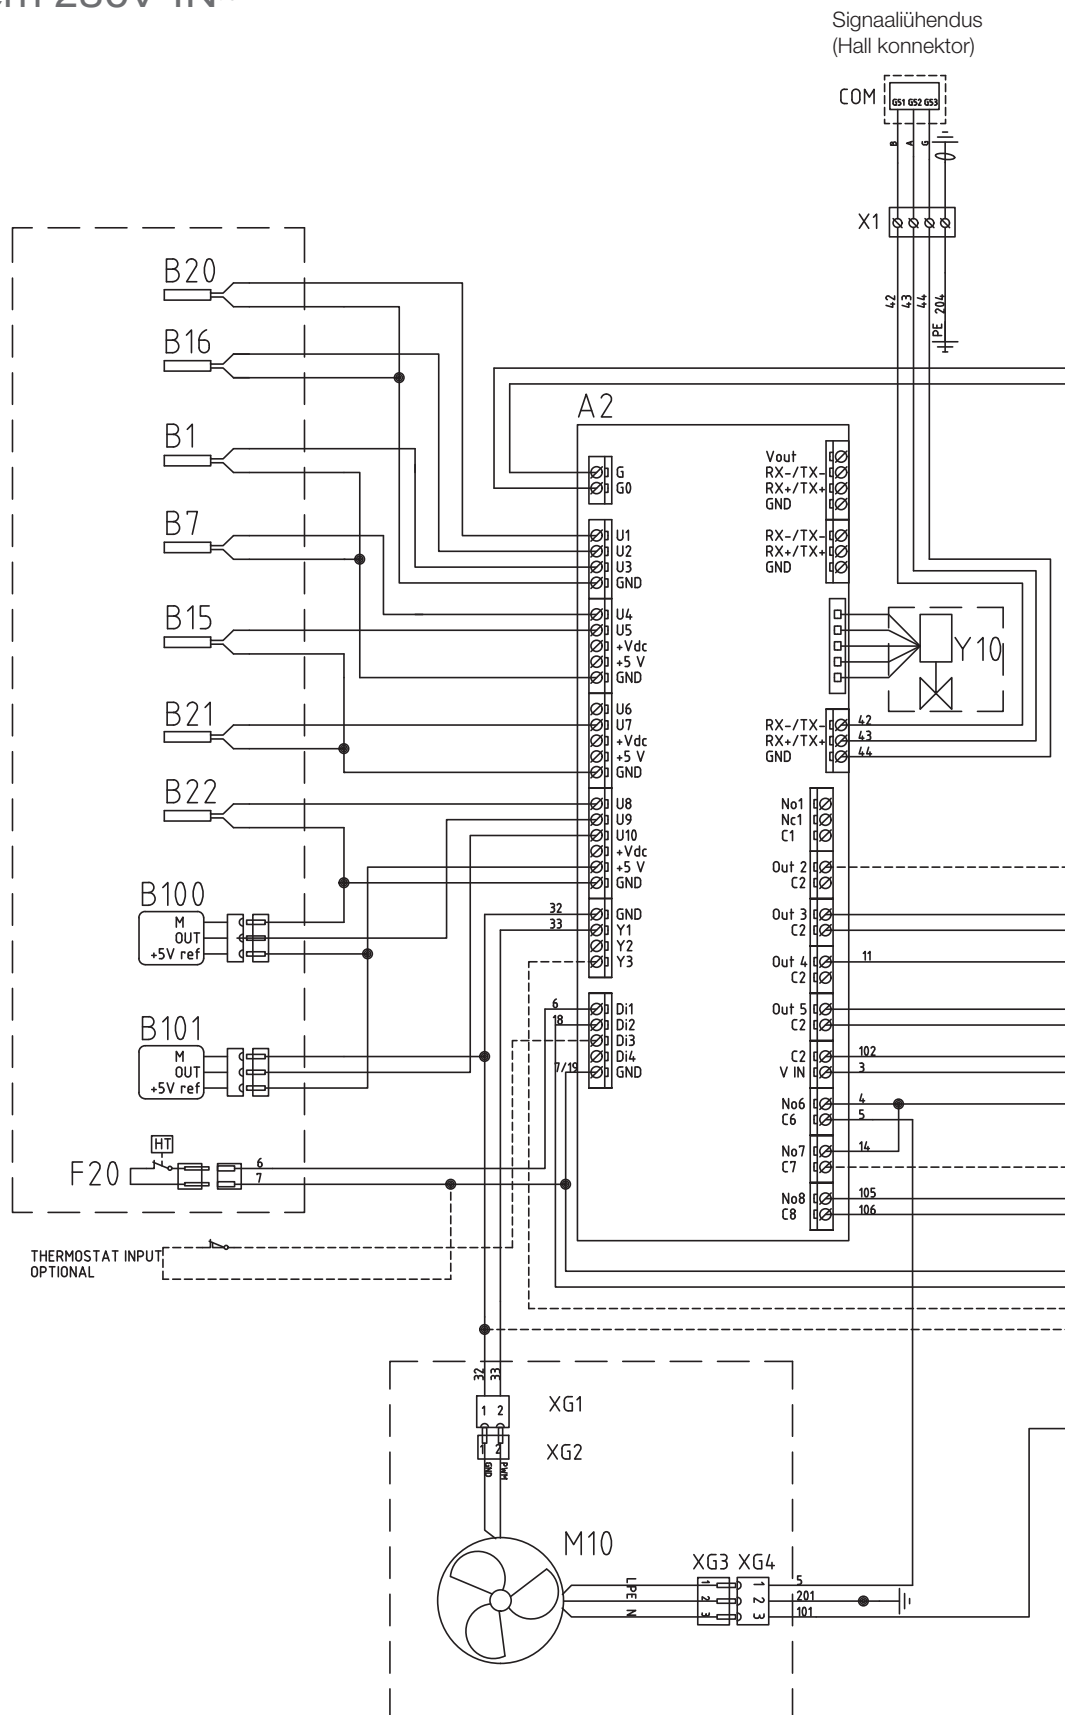 230V 1N~
Signaaliühendus
(Hall konnektor)
COM
GS1 GS2 GS3
B A G
X1
42 43 44 PE 204
B20
B16
B1
B7
B15
B21
B22
B100
M
OUT
+5V ref
B101
M
OUT
+5V ref
HT
F20
6
7
THERMOSTAT INPUT
OPTIONAL
A2
G
G0
U1
U2
U3
GND
U4
U5
+Vdc
+5 V
GND
U6
U7
+Vdc
+5 V
GND
U8
U9
U10
+Vdc
+5 V
GND
32 GND
33 Y1
Y2
Y3
6 Di1
18 Di2
Di3
Di4
7/19 GND
Vout
RX-/TX-
RX+/TX+
GND
RX-/TX-
RX+/TX+
GND
Y10
RX-/TX- 42
RX+/TX+ 43
GND 44
No1
Nc1
C1
Out 2
C2
Out 3
C2
Out 4 11
C2
Out 5
C2
C2 102
V IN 3
No6 4
C6 5
No7 14
C7
No8 105
C8 106
32 33
1 2 XG1
1 2 XG2
GND PWM
M10
XG3 XG4
L PE N
1 1 5
2 2 201
3 3 101